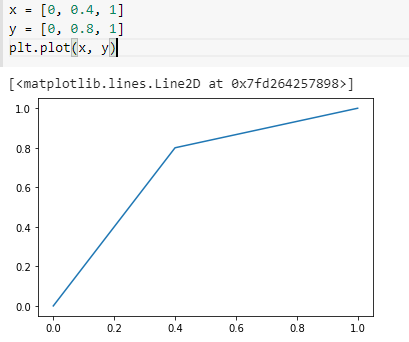 x = [0, 0.4, 1]
y = [0, 0.8, 1]
plt.plot(x, y)
[<matplotlib.lines.Line2D at 0x7fd264257898>]
1.0
0.8
0.6
0.4
0.2
0.0
0.0 0.2 0.4 0.6 0.8 1.0